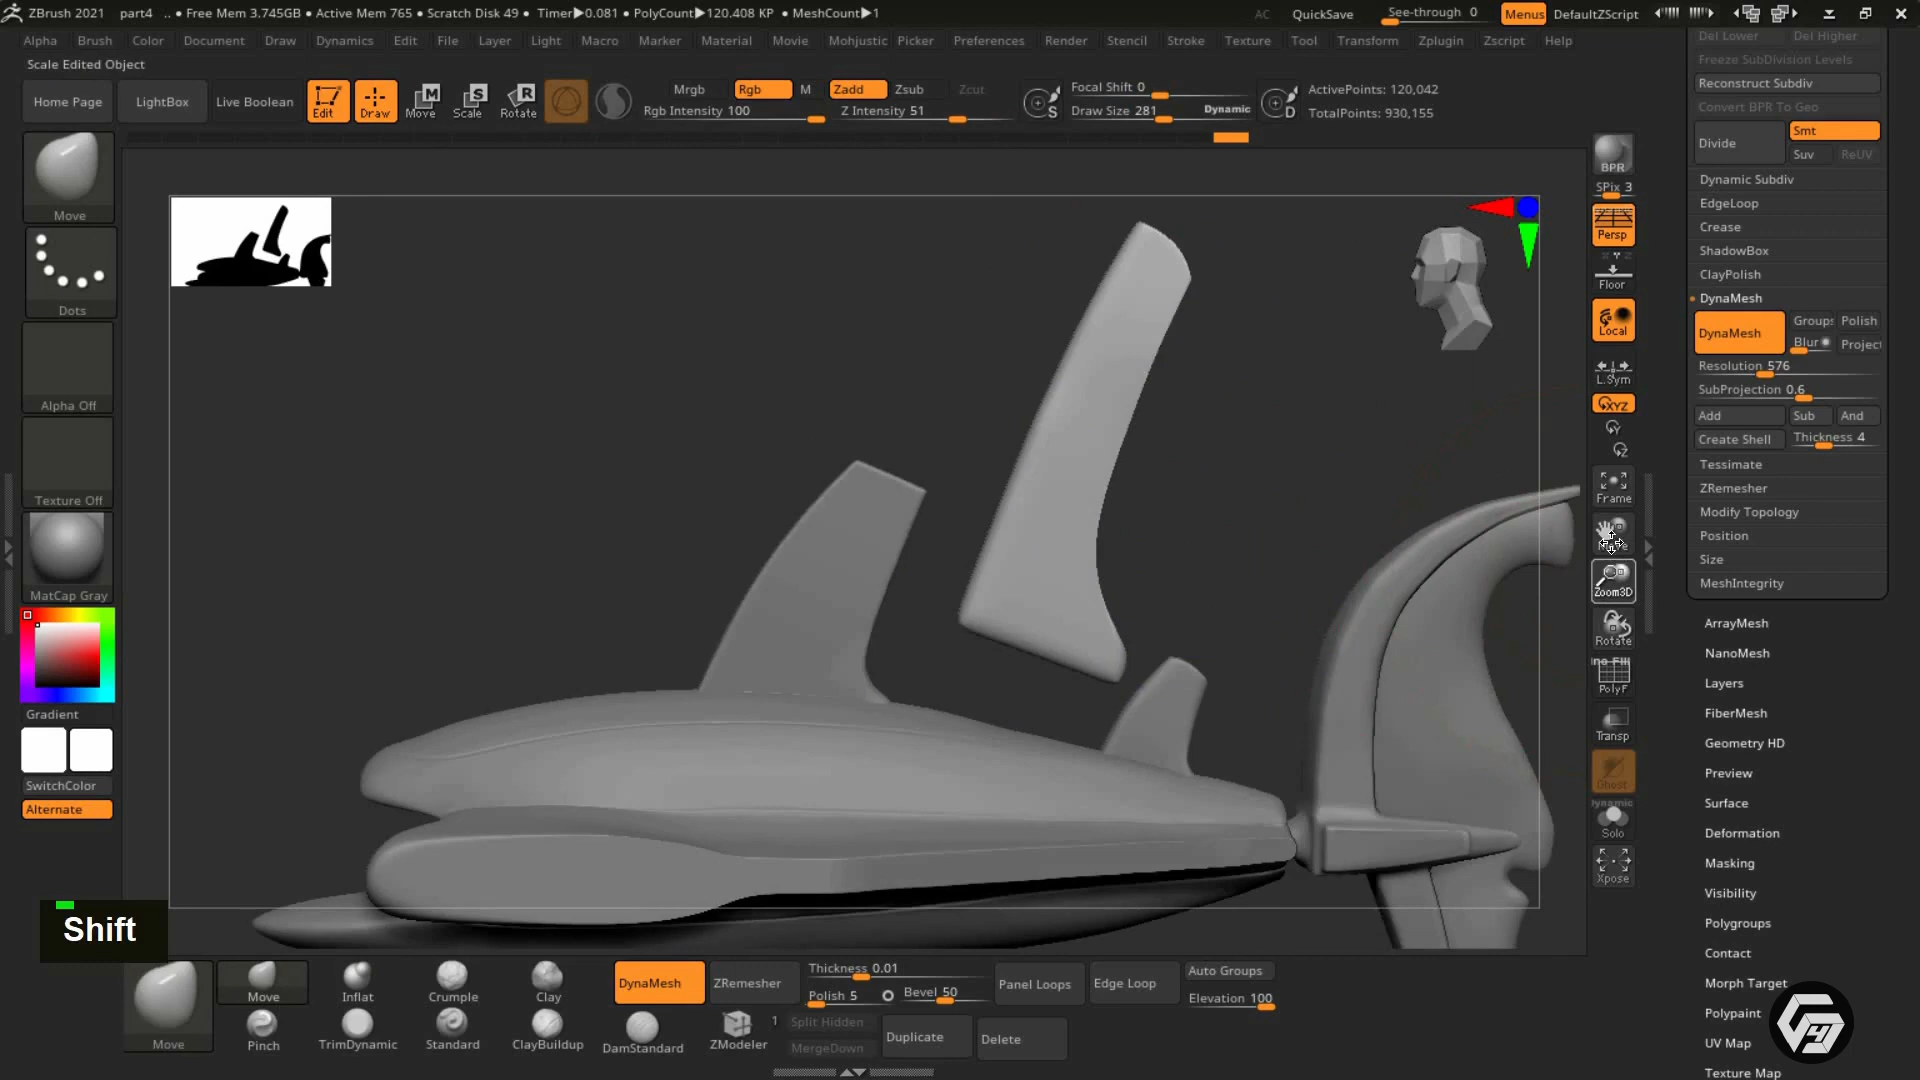 ZBrush 2021 part4 .. • Free Mem 3.745GB • Active Mem 765 • Scratch Disk 49 • Timer▶0.081 • PolyCount▶120.408 KP • MeshCount▶1
AC QuickSave See-through 0 Menus DefaultZScript
Alpha Brush Color Document Draw Dynamics Edit File Layer Light Macro Marker Material Movie Mohjustic Picker Preferences Render Stencil Stroke Texture Tool Transform Zplugin Zscript Help
Scale Edited Object
Home Page LightBox Live Boolean Edit Draw Move Scale Rotate
M S R
Mrgb Rgb M Zadd Zsub Zcut
Rgb Intensity 100 Z Intensity 51
S Focal Shift 0
Draw Size 281 Dynamic D
ActivePoints: 120,042
TotalPoints: 930,155
Move
Dots
Alpha Off
Texture Off
MatCap Gray
Gradient
SwitchColor
Alternate
Shift
BPR
SPix 3
Persp
Floor
Local
L.Sym
XYZ
Y
Z
Frame
Move
Zoom3D
Rotate
PolyF
Transp
Ghost
Dynamic
Solo
Xpose
Del Lower Del Higher
Freeze SubDivision Levels
Reconstruct Subdiv
Convert BPR To Geo
Divide Smt
Suv ReUV
Dynamic Subdiv
EdgeLoop
Crease
ShadowBox
ClayPolish
DynaMesh
DynaMesh Groups Polish
Blur Project
Resolution 576
SubProjection 0.6
Add Sub And
Create Shell Thickness 4
Tessimate
ZRemesher
Modify Topology
Position
Size
MeshIntegrity
ArrayMesh
NanoMesh
Layers
FiberMesh
Geometry HD
Preview
Surface
Deformation
Masking
Visibility
Polygroups
Contact
Morph Target
Polypaint
UV Map
Texture Map
Move Move Inflat Crumple Clay
Pinch TrimDynamic Standard ClayBuildup DamStandard ZModeler 1
DynaMesh ZRemesher Thickness 0.01
Polish 5 Bevel 50
Panel Loops Edge Loop Auto Groups
Elevation 100
Split Hidden
MergeDown
Duplicate Delete